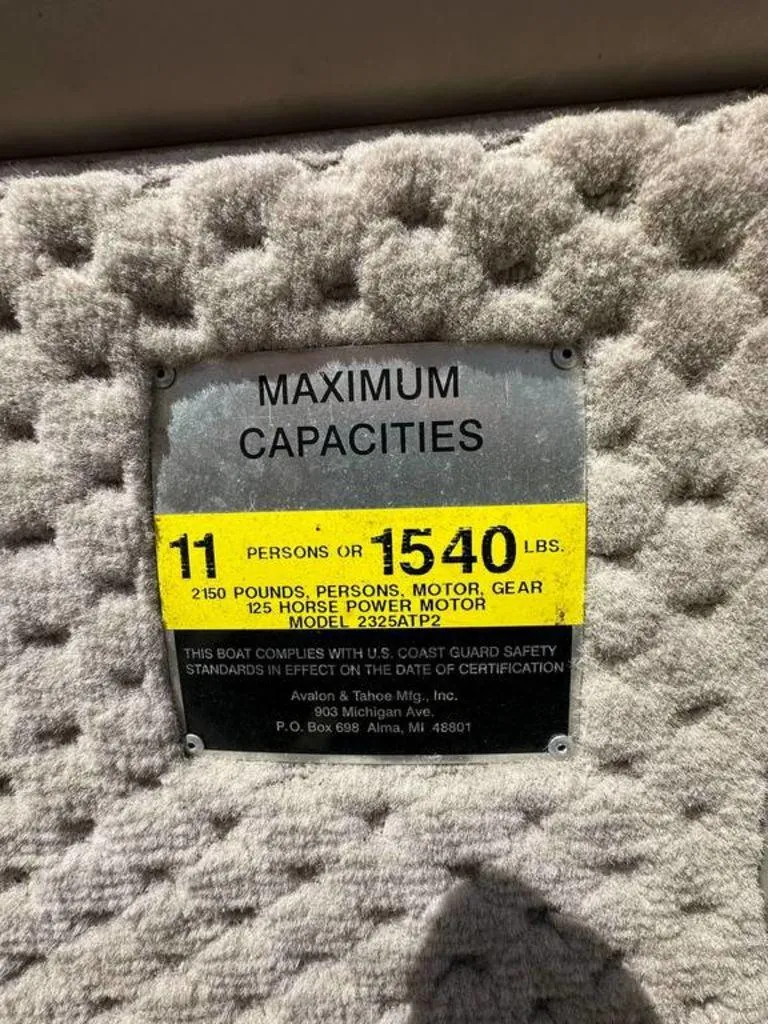 MAXIMUM
CAPACITIES
11 PERSONS OR 1540 LBS.
2150 POUNDS, PERSONS, MOTOR, GEAR
125 HORSE POWER MOTOR
MODEL 2325ATP2
THIS BOAT COMPLIES WITH U.S. COAST GUARD SAFETY
STANDARDS IN EFFECT ON THE DATE OF CERTIFICATION
Avalon & Tahoe Mfg., Inc.
903 Michigan Ave.
P.O. Box 698 Alma, MI 48801